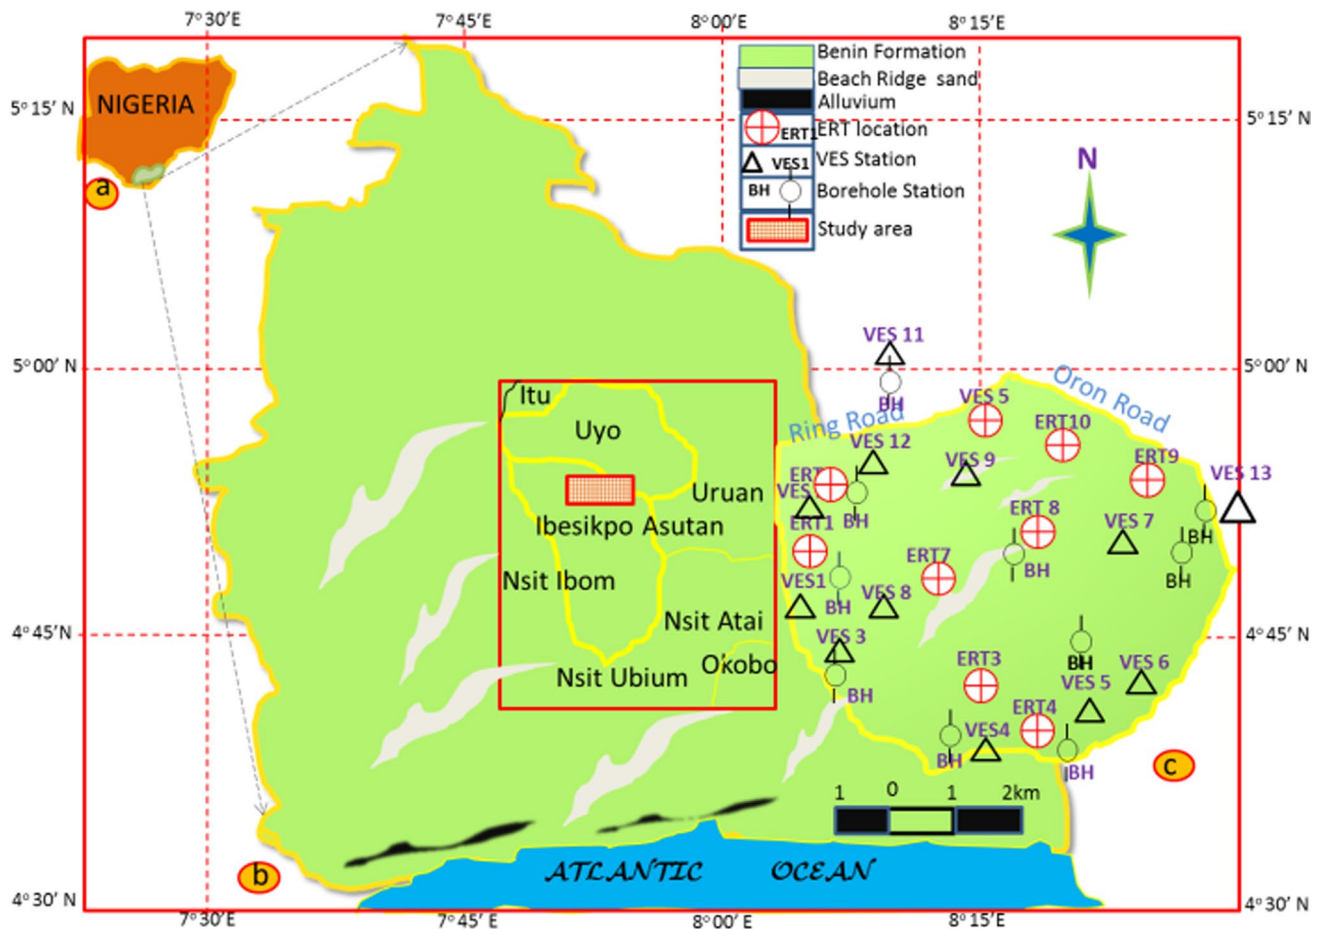 7°30'E
7°45'E
8°00'E
8°15'E
5°15' N
5°15' N
NIGERIA
a
Benin Formation
Beach Ridge sand
Alluvium
ERT1
ERT location
VES1
VES Station
BH
Borehole Station
Study area
N
5°00' N
5°00' N
VES 11
BH
Ring Road
Oron Road
VES 5
ERT10
VES 12
VES 9
ERT9
VES 13
ERT
VES
BH
ERT1
ERT 8
VES 7
BH
BH
BH
ERT7
VES1
BH
VES 8
VES 3
BH
Itu
Uyo
Uruan
Ibesikpo Asutan
Nsit Ibom
Nsit Atai
Nsit Ubium
Okobo
4°45'N
4°45' N
ERT3
BH
VES 5
VES 6
ERT4
VES4
BH
BH
c
1 0 1 2km
b
ATLANTIC OCEAN
4°30' N
4°30' N
7°30'E
7°45' E
8°00'E
8°15'E